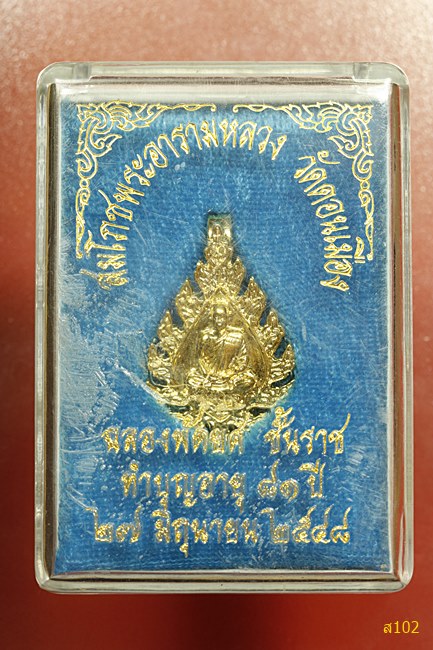 สมโภชพระอารามหลวง วัดดอนเมือง
ฉลองพัดยศ ชั้นราช
ทำบุญอายุ ๘๑ ปี
๒๗ มิถุนายน ๒๕๔๘
ส102